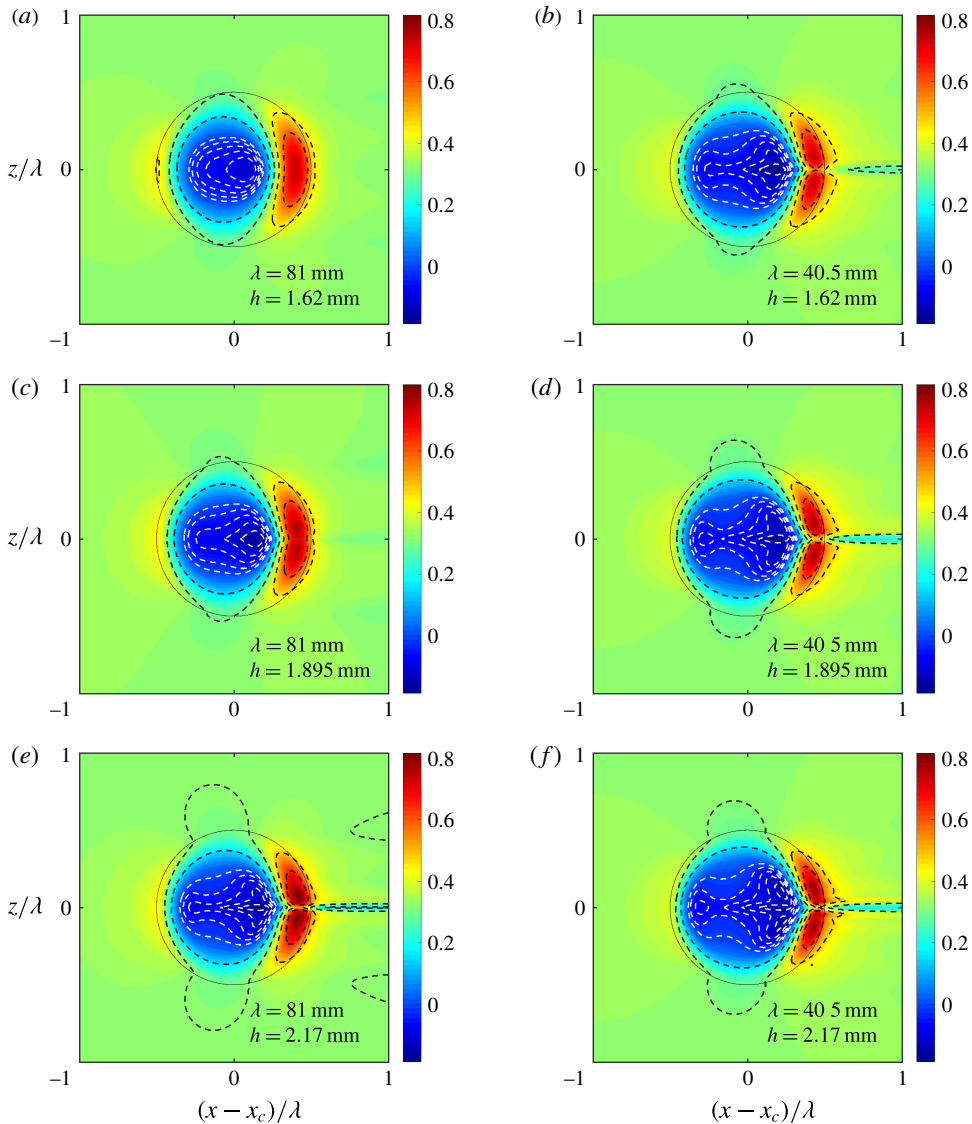 (a)
1
0.8
0.6
0.4
0.2
0
z/λ
0
λ = 81 mm
h = 1.62 mm
–1
0
1
(b)
1
0.8
0.6
0.4
0.2
0
0
λ = 40.5 mm
h = 1.62 mm
–1
0
1
(c)
1
0.8
0.6
0.4
0.2
0
z/λ
0
λ = 81 mm
h = 1.895 mm
–1
0
1
(d)
1
0.8
0.6
0.4
0.2
0
0
λ = 40 5 mm
h = 1.895 mm
–1
0
1
(e)
1
0.8
0.6
0.4
0.2
0
z/λ
0
λ = 81 mm
h = 2.17 mm
–1
0
1
(x – x_c)/λ
(f)
1
0.8
0.6
0.4
0.2
0
0
λ = 40 5 mm
h = 2.17 mm
–1
0
1
(x – x_c)/λ